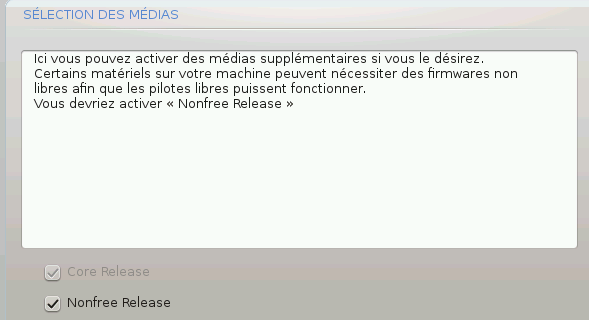 SÉLECTION DES MÉDIAS
Ici vous pouvez activer des médias supplémentaires si vous le désirez.
Certains matériels sur votre machine peuvent nécessiter des firmwares non
libres afin que les pilotes libres puissent fonctionner.
Vous devriez activer « Nonfree Release »
Core Release
Nonfree Release